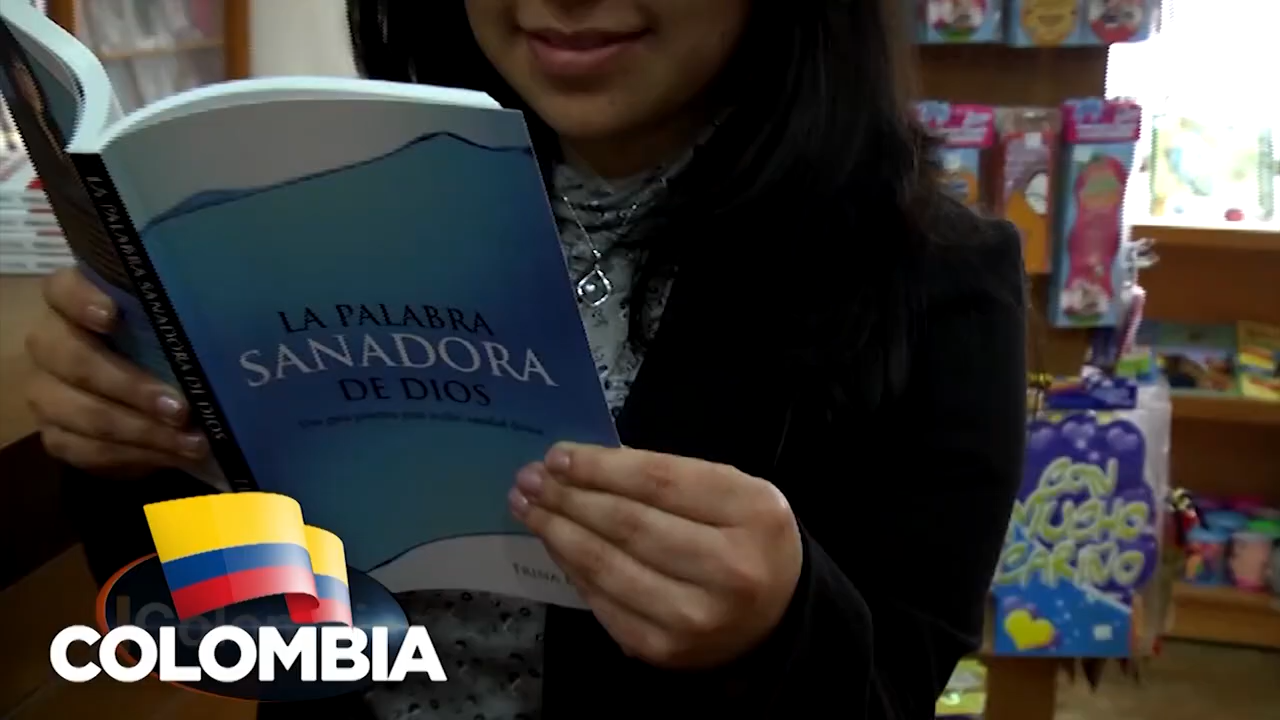 LA PALABRA SANADORA DE DIOS
LA PALABRA
SANADORA
DE DIOS
CON
MUCHO
CARIÑO
COLOMBIA